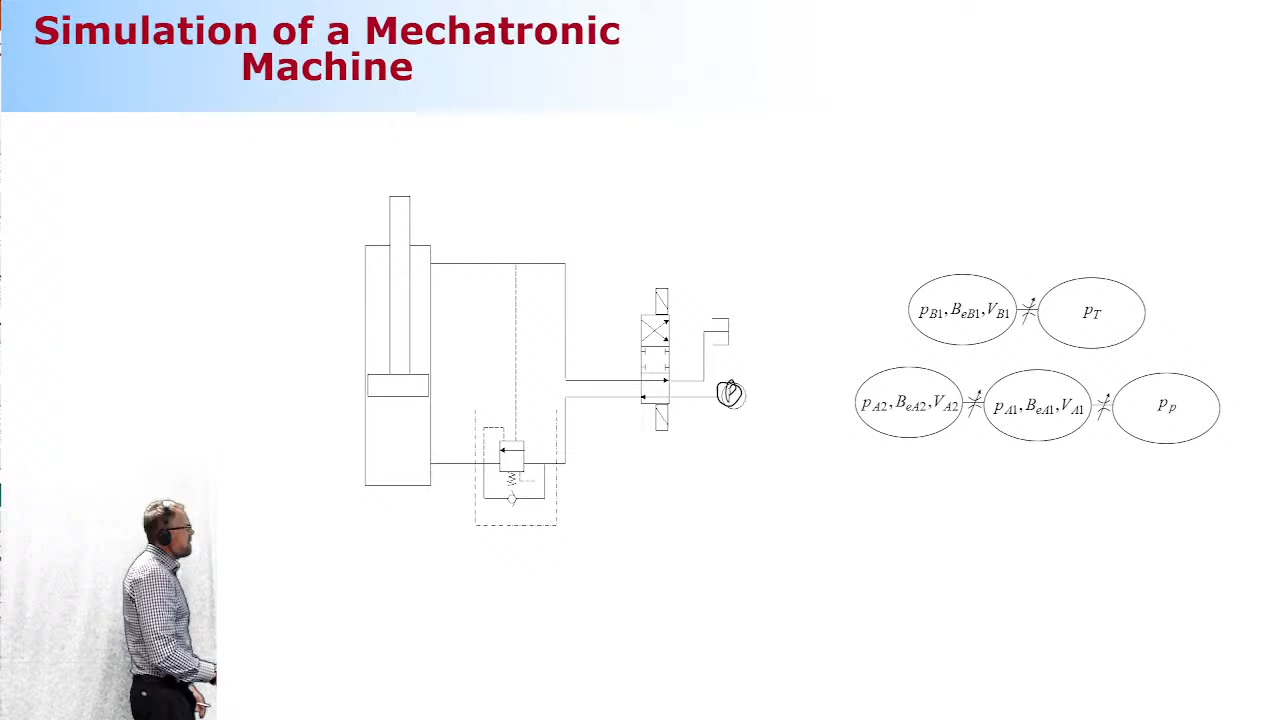 Simulation of a Mechatronic
Machine
p_B1, B_eB1, V_B1
p_T
p_A2, B_eA2, V_A2
p_A1, B_eA1, V_A1
p_p
P